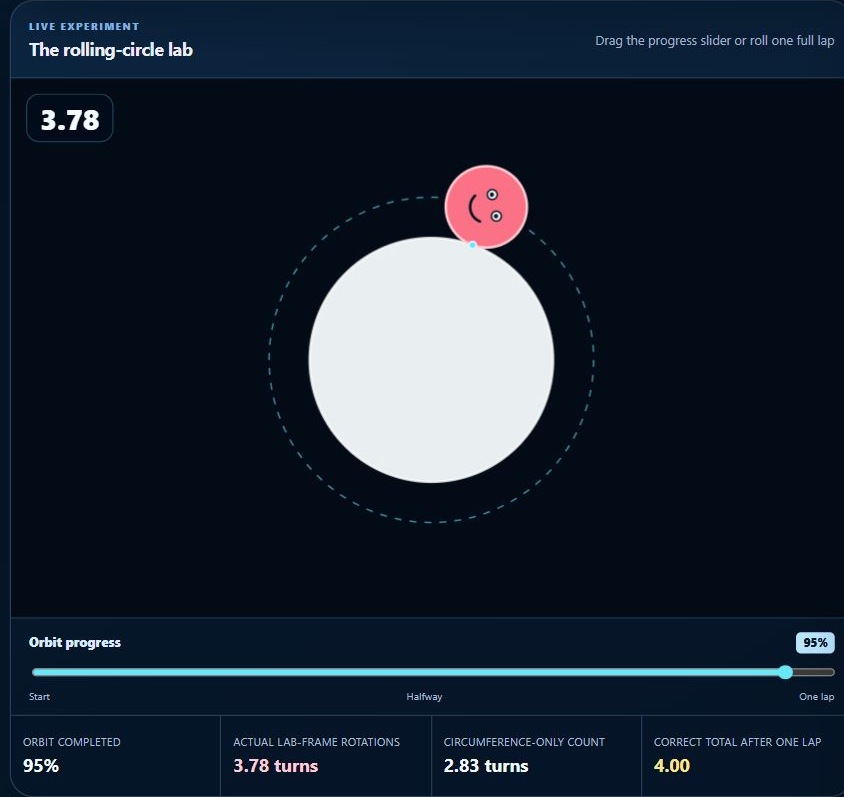 LIVE EXPERIMENT
The rolling-circle lab
Drag the progress slider or roll one full lap
3.78
Orbit progress
95%
Start
Halfway
One lap
ORBIT COMPLETED
95%
ACTUAL LAB-FRAME ROTATIONS
3.78 turns
CIRCUMFERENCE-ONLY COUNT
2.83 turns
CORRECT TOTAL AFTER ONE LAP
4.00